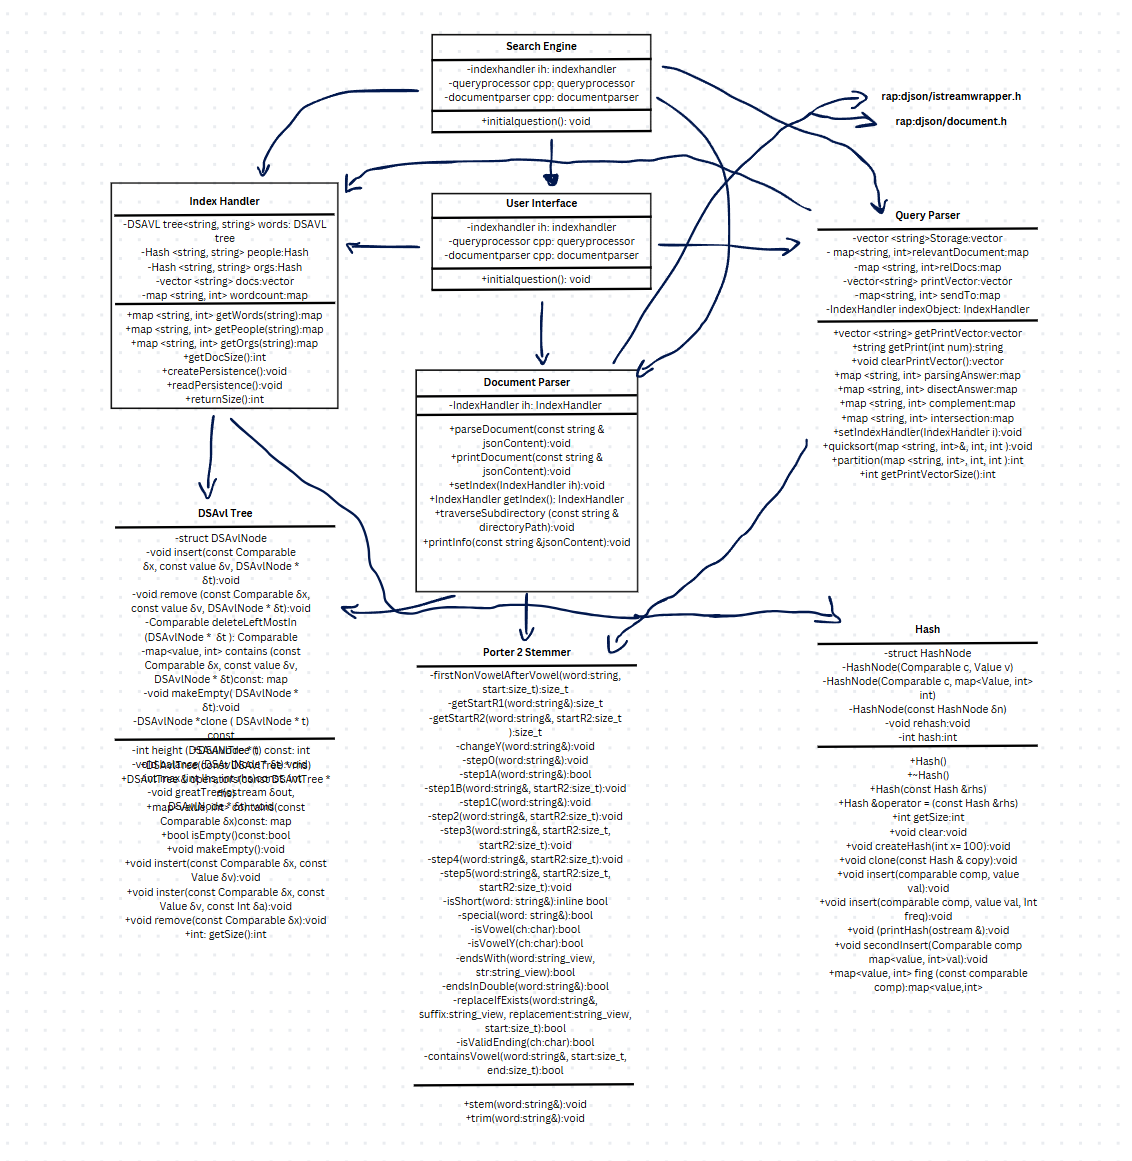 Search Engine
-indexhandler ih: indexhandler
-queryprocessor cpp: queryprocessor
-documentparser cpp: documentparser
+initialquestion(): void
rap:djson/istreamwrapper.h
rap:djson/document.h
Index Handler
-DSAVL tree<string, string> words: DSAVL
tree
-Hash <string, string> people:Hash
-Hash <string, string> orgs:Hash
-vector <string> docs:vector
-map <string, int> wordcount:map
+map <string, int> getWords(string):map
+map <string, int> getPeople(string):map
+map <string, int> getOrgs(string):map
+getDocSize():int
+createPersistence():void
+readPersistence():void
+returnSize():int
User Interface
-indexhandler ih: indexhandler
-queryprocessor cpp: queryprocessor
-documentparser cpp: documentparser
+initialquestion(): void
Query Parser
-vector <string>Storage:vector
- map<string, int>relevantDocument:map
-map <string, int>relDocs:map
-vector<string> printVector:vector
-map<string, int> sendTo:map
-IndexHandler indexObject: IndexHandler
+vector <string> getPrintVector:vector
+string getPrint(int num):string
+void clearPrintVector():vector
+map <string, int> parsingAnswer:map
+map <string, int> disectAnswer:map
+map <string, int> complement:map
+map <string, int> intersection:map
+setIndexHandler(IndexHandler i):void
+quicksort(map <string, int>&, int, int ):void
+partition(map <string, int>, int, int ):int
+int getPrintVectorSize():int
Document Parser
-IndexHandler ih: IndexHandler
+parseDocument(const string &
jsonContent):void
+printDocument(const string &
jsonContent):void
+setIndex(IndexHandler ih):void
+IndexHandler getIndex(): IndexHandler
+traverseSubdirectory (const string &
directoryPath):void
+printInfo(const string &jsonContent):void
DSAvl Tree
-struct DSAvlNode
-void insert(const Comparable
&x, const value &v, DSAvlNode *
&t):void
-void remove (const Comparable &x,
const value &v, DSAvlNode * &t):void
-Comparable deleteLeftMostIn
(DSAvlNode * &t ): Comparable
-map<value, int> contains (const
Comparable &x, const value &v,
DSAvlNode * &t)const: map
-void makeEmpty( DSAvlNode *
&t):void
-DSAvlNode *clone ( DSAvlNode * t)
const
-int height (DSAvlNode * t) const: int
+DSAvlTree()
-void balance (DSAvlNode * &t):void
+DSAvlTree(const DSAvlTree & rhs)
+DSAvlTree & operator=(const DSAvlTree *
rhs)
-void greatTree(ostream &out,
DSAvlNode * &t):void
+map<value, int> contains(const
Comparable &x)const: map
+bool isEmpty()const:bool
+void makeEmpty():void
+void instert(const Comparable &x, const
Value &v):void
+void inster(const Comparable &x, const
Value &v, const Int &a):void
+void remove(const Comparable &x):void
+int: getSize():int
Porter 2 Stemmer
-firstNonVowelAfterVowel(word:string,
start:size_t):size_t
-getStartR1(word:string&):size_t
-getStartR2(word:string&, startR2:size_t
):size_t
-changeY(word:string&):void
-step0(word:string&):void
-step1A(word:string&):bool
-step1B(word:string&, startR2:size_t):void
-step1C(word:string&):void
-step2(word:string&, startR2:size_t):void
-step3(word:string&, startR2:size_t,
startR2:size_t):void
-step4(word:string&, startR2:size_t):void
-step5(word:string&, startR2:size_t,
startR2:size_t):void
-isShort(word: string&):inline bool
-special(word: string&):bool
-isVowel(ch:char):bool
-isVowelY(ch:char):bool
-endsWith(word:string_view,
str:string_view):bool
-endsInDouble(word:string&):bool
-replaceIfExists(word:string&,
suffix:string_view, replacement:string_view,
start:size_t):bool
-isValidEnding(ch:char):bool
-containsVowel(word:string&, start:size_t,
end:size_t):bool
+stem(word:string&):void
+trim(word:string&):void
Hash
-struct HashNode
-HashNode(Comparable c, Value v)
-HashNode(Comparable c, map<Value, int>
int)
-HashNode(const HashNode &n)
-void rehash:void
-int hash:int
+Hash()
+~Hash()
+Hash(const Hash &rhs)
+Hash &operator = (const Hash &rhs)
+int getSize:int
+void clear:void
+void createHash(int x= 100):void
+void clone(const Hash & copy):void
+void insert(comparable comp, value
val):void
+void insert(comparable comp, value val, Int
freq):void
+void (printHash(ostream &):void
+void secondInsert(Comparable comp
map<value, int>val):void
+map<value, int> fing (const comparable
comp):map<value,int>